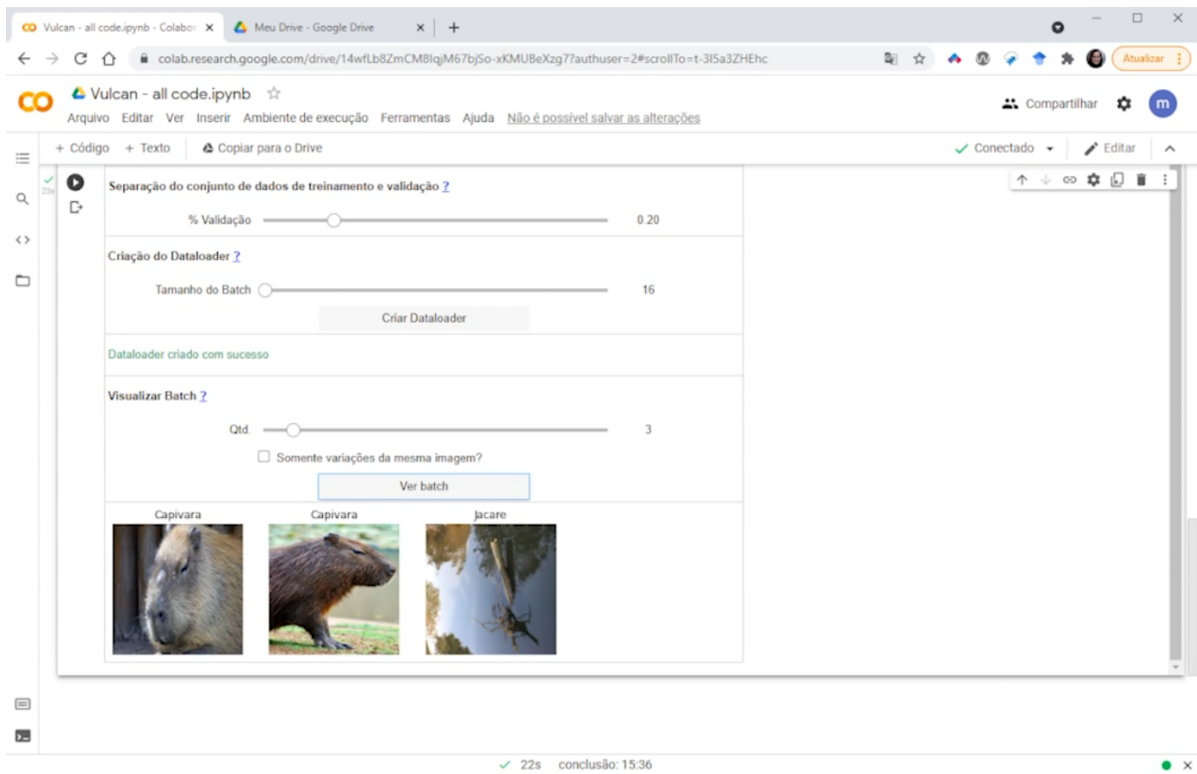 Vulcan - all code.ipynb - Colabor
Meu Drive - Google Drive
colab.research.google.com/drive/14wfLb8ZmCM8IqjM67bjSo-xKMUBeXzg7?authuser=2#scrollTo=t-3I5a3ZHEhc
Atualizar
Vulcan - all code.ipynb
Compartilhar
m
Arquivo Editar Ver Inserir Ambiente de execução Ferramentas Ajuda Não é possível salvar as alterações
+ Código + Texto Copiar para o Drive
Conectado
Editar
23s
Separação do conjunto de dados de treinamento e validação ?
% Validação 0.20
Criação do Dataloader ?
Tamanho do Batch 16
Criar Dataloader
Dataloader criado com sucesso
Visualizar Batch ?
Qtd. 3
Somente variações da mesma imagem?
Ver batch
Capivara Capivara Jacare
22s conclusão: 15:36